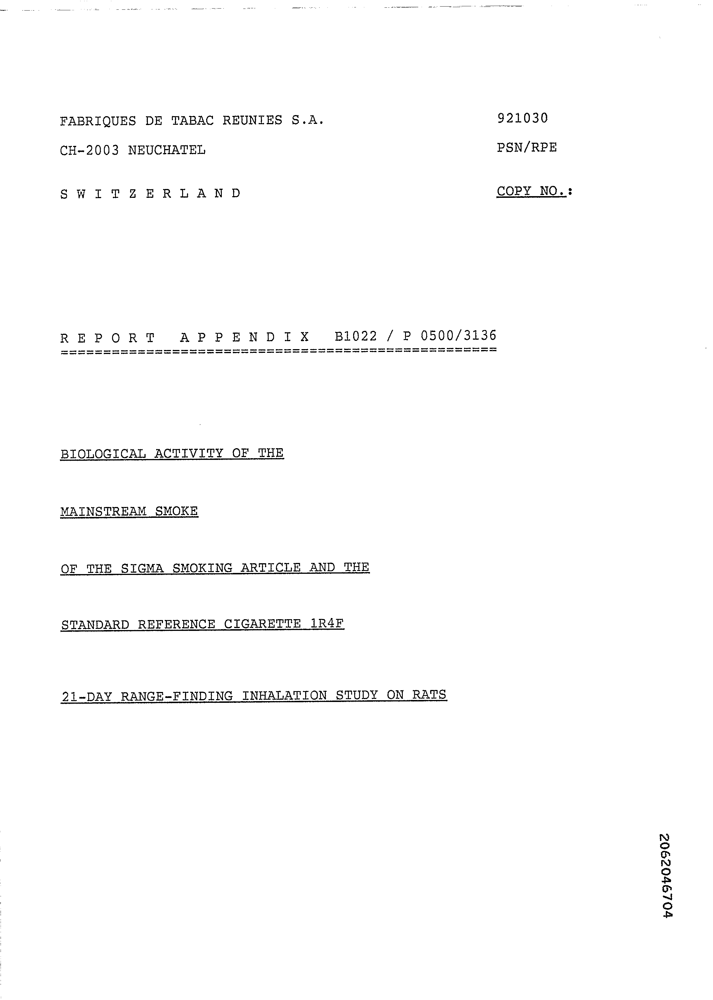 FABRIQUES DE TABAC REUNIES S.A. 921030
CH-2003 NEUCHATEL PSN/RPE
S W I T Z E R L A N D COPY NO.:
R E P O R T A P P E N D I X B1022 / P 0500/3136
==================================================
BIOLOGICAL ACTIVITY OF THE
MAINSTREAM SMOKE
OF THE SIGMA SMOKING ARTICLE AND THE
STANDARD REFERENCE CIGARETTE 1R4F
21-DAY RANGE-FINDING INHALATION STUDY ON RATS
2062046704